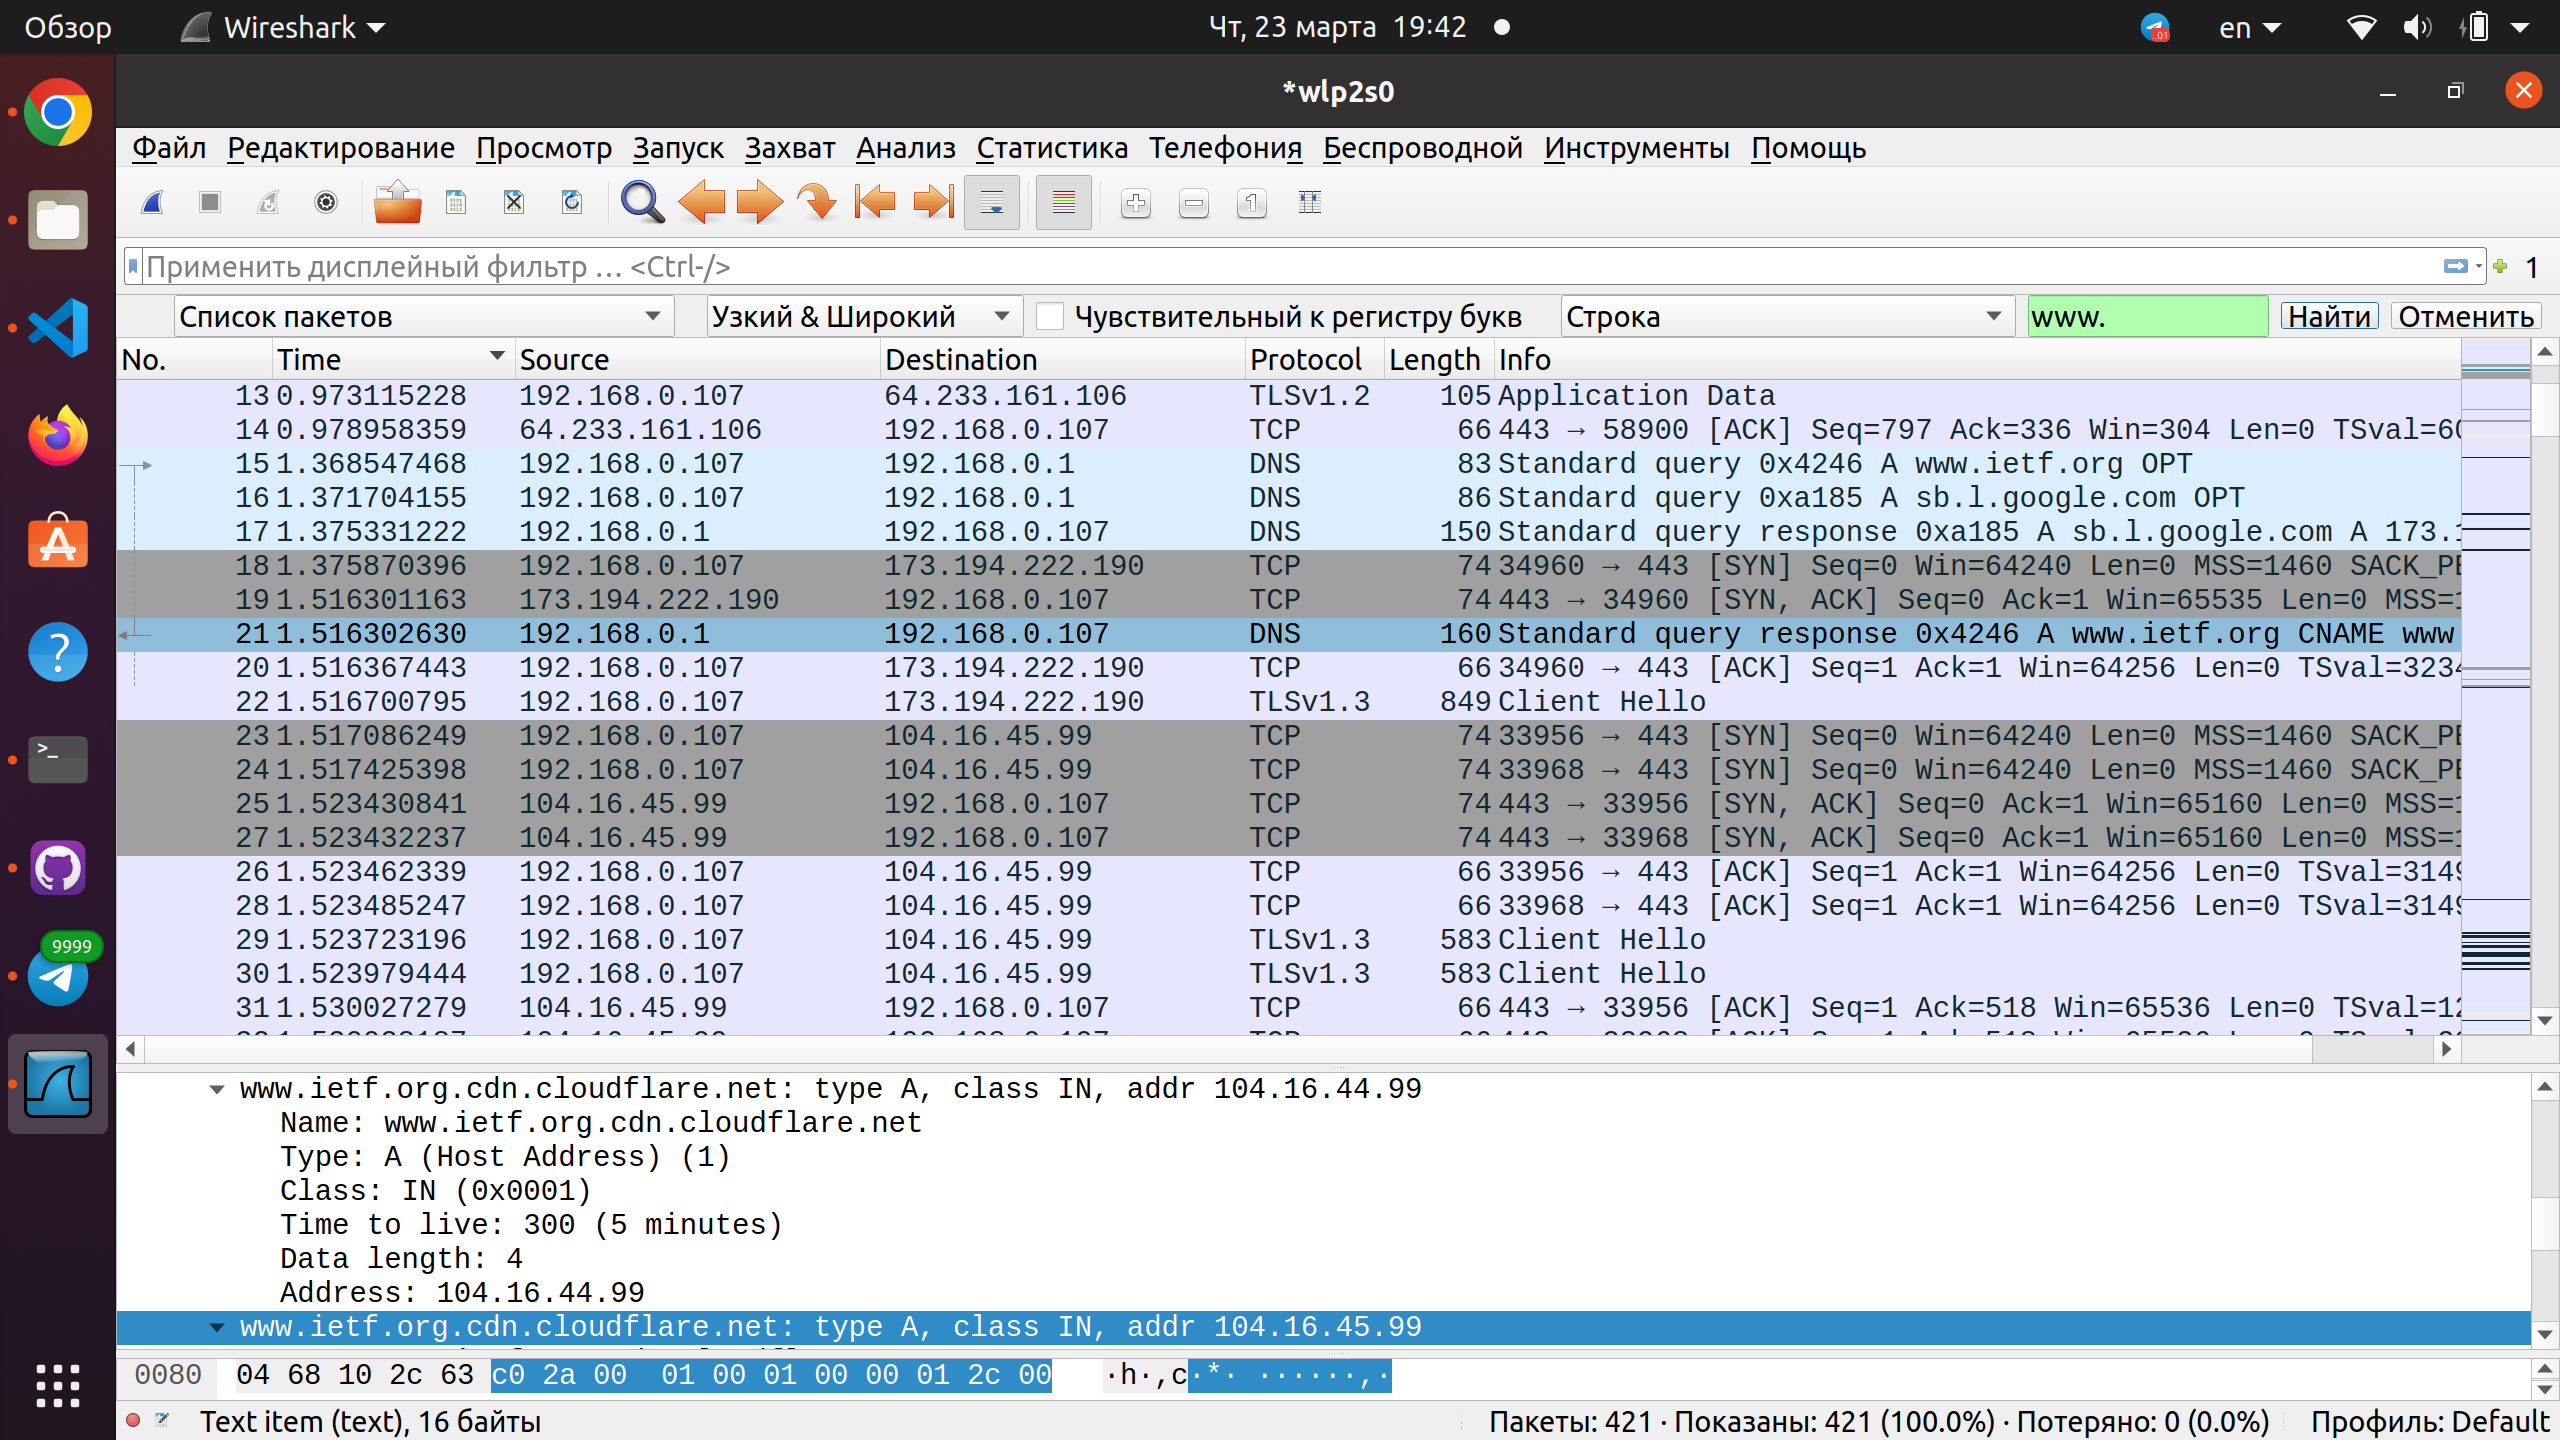 Обзор Wireshark Чт, 23 марта 19:42 en
*wlp2s0
Файл Редактирование Просмотр Запуск Захват Анализ Статистика Телефония Беспроводной Инструменты Помощь
Применить дисплейный фильтр … <Ctrl-/> 1
Список пакетов Узкий & Широкий Чувствительный к регистру букв Строка www. Найти Отменить
No. Time Source Destination Protocol Length Info
13 0.973115228 192.168.0.107 64.233.161.106 TLSv1.2 105 Application Data
14 0.978958359 64.233.161.106 192.168.0.107 TCP 66 443 → 58900 [ACK] Seq=797 Ack=336 Win=304 Len=0 TSval=60
15 1.368547468 192.168.0.107 192.168.0.1 DNS 83 Standard query 0x4246 A www.ietf.org OPT
16 1.371704155 192.168.0.107 192.168.0.1 DNS 86 Standard query 0xa185 A sb.l.google.com OPT
17 1.375331222 192.168.0.1 192.168.0.107 DNS 150 Standard query response 0xa185 A sb.l.google.com A 173.1
18 1.375870396 192.168.0.107 173.194.222.190 TCP 74 34960 → 443 [SYN] Seq=0 Win=64240 Len=0 MSS=1460 SACK_PE
19 1.516301163 173.194.222.190 192.168.0.107 TCP 74 443 → 34960 [SYN, ACK] Seq=0 Ack=1 Win=65535 Len=0 MSS=1
21 1.516302630 192.168.0.1 192.168.0.107 DNS 160 Standard query response 0x4246 A www.ietf.org CNAME www
20 1.516367443 192.168.0.107 173.194.222.190 TCP 66 34960 → 443 [ACK] Seq=1 Ack=1 Win=64256 Len=0 TSval=3234
22 1.516700795 192.168.0.107 173.194.222.190 TLSv1.3 849 Client Hello
23 1.517086249 192.168.0.107 104.16.45.99 TCP 74 33956 → 443 [SYN] Seq=0 Win=64240 Len=0 MSS=1460 SACK_PE
24 1.517425398 192.168.0.107 104.16.45.99 TCP 74 33968 → 443 [SYN] Seq=0 Win=64240 Len=0 MSS=1460 SACK_PE
25 1.523430841 104.16.45.99 192.168.0.107 TCP 74 443 → 33956 [SYN, ACK] Seq=0 Ack=1 Win=65160 Len=0 MSS=1
27 1.523432237 104.16.45.99 192.168.0.107 TCP 74 443 → 33968 [SYN, ACK] Seq=0 Ack=1 Win=65160 Len=0 MSS=1
26 1.523462339 192.168.0.107 104.16.45.99 TCP 66 33956 → 443 [ACK] Seq=1 Ack=1 Win=64256 Len=0 TSval=3149
28 1.523485247 192.168.0.107 104.16.45.99 TCP 66 33968 → 443 [ACK] Seq=1 Ack=1 Win=64256 Len=0 TSval=3149
29 1.523723196 192.168.0.107 104.16.45.99 TLSv1.3 583 Client Hello
30 1.523979444 192.168.0.107 104.16.45.99 TLSv1.3 583 Client Hello
31 1.530027279 104.16.45.99 192.168.0.107 TCP 66 443 → 33956 [ACK] Seq=1 Ack=518 Win=65536 Len=0 TSval=12
9999
www.ietf.org.cdn.cloudflare.net: type A, class IN, addr 104.16.44.99
Name: www.ietf.org.cdn.cloudflare.net
Type: A (Host Address) (1)
Class: IN (0x0001)
Time to live: 300 (5 minutes)
Data length: 4
Address: 104.16.44.99
www.ietf.org.cdn.cloudflare.net: type A, class IN, addr 104.16.45.99
0080 04 68 10 2c 63 c0 2a 00 01 00 01 00 00 01 2c 00 ·h·,c·*· ······,·
Text item (text), 16 байты Пакеты: 421 · Показаны: 421 (100.0%) · Потеряно: 0 (0.0%) Профиль: Default